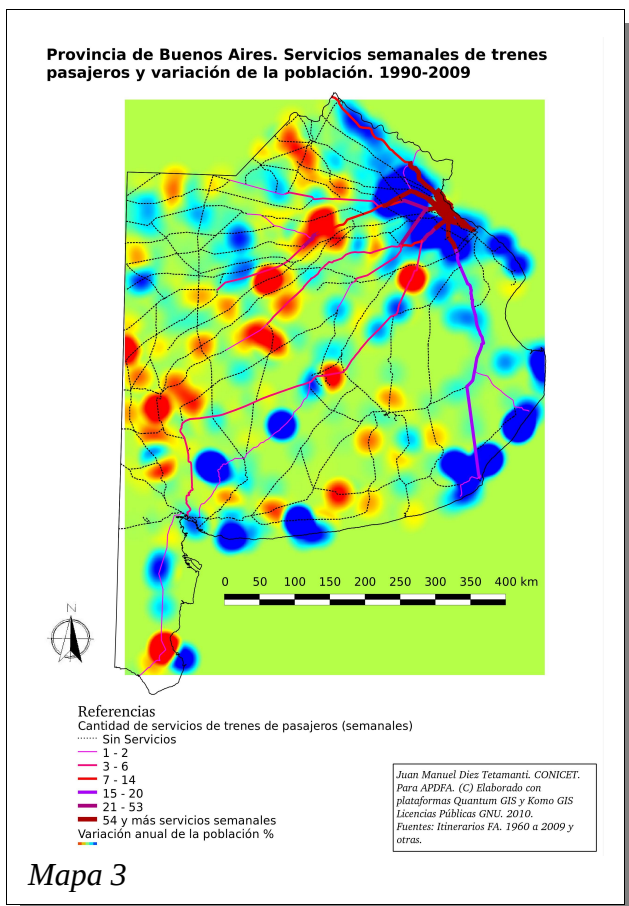 Provincia de Buenos Aires. Servicios semanales de trenes
pasajeros y variación de la población. 1990-2009
0 50 100 150 200 250 300 350 400 km
N
Referencias
Cantidad de servicios de trenes de pasajeros (semanales)
Sin Servicios
1 - 2
3 - 6
7 - 14
15 - 20
21 - 53
54 y más servicios semanales
Variación anual de la población %
Juan Manuel Diez Tetamanti. CONICET.
Para APDFA. (C) Elaborado con
plataformas Quantum GIS y Komo GIS
Licencias Públicas GNU. 2010.
Fuentes: Itinerarios FA. 1960 a 2009 y
otras.
Mapa 3